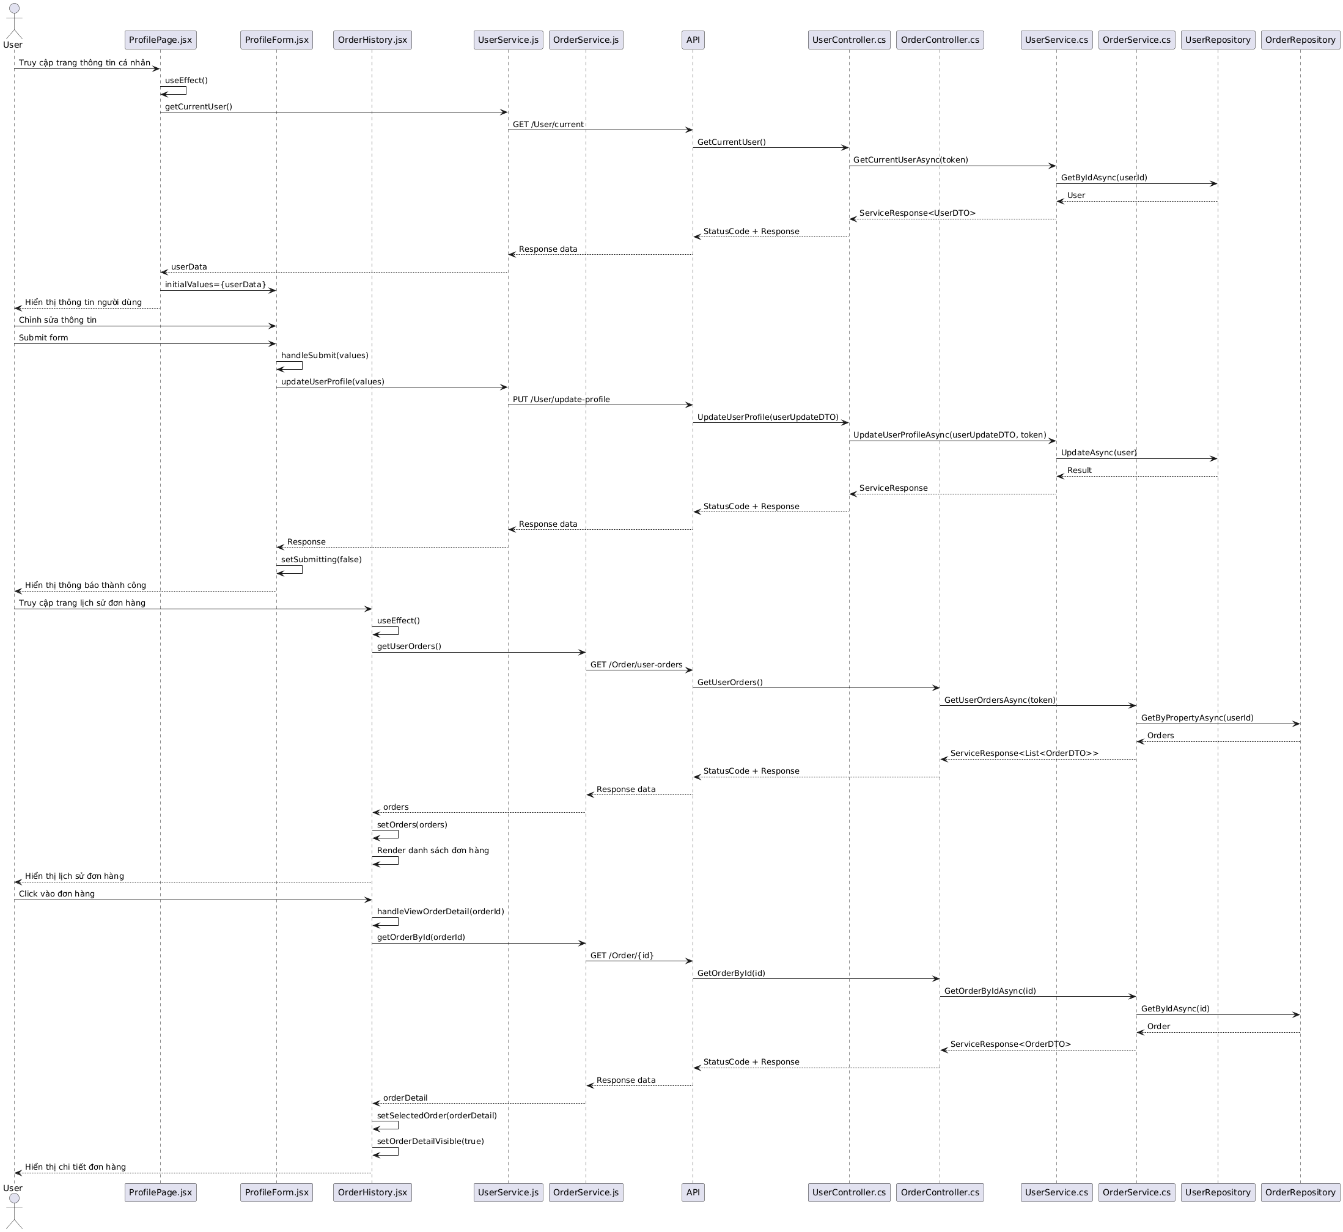 User
ProfilePage.jsx
ProfileForm.jsx
OrderHistory.jsx
UserService.js
OrderService.js
API
UserController.cs
OrderController.cs
UserService.cs
OrderService.cs
UserRepository
OrderRepository
Truy cập trang thông tin cá nhân
useEffect()
getCurrentUser()
GET /User/current
GetCurrentUser()
GetCurrentUserAsync(token)
GetByIdAsync(userId)
User
ServiceResponse<UserDTO>
StatusCode + Response
Response data
userData
initialValues={userData}
Hiển thị thông tin người dùng
Chỉnh sửa thông tin
Submit form
handleSubmit(values)
updateUserProfile(values)
PUT /User/update-profile
UpdateUserProfile(userUpdateDTO)
UpdateUserProfileAsync(userUpdateDTO, token)
UpdateAsync(user)
Result
ServiceResponse
StatusCode + Response
Response data
Response
setSubmitting(false)
Hiển thị thông báo thành công
Truy cập trang lịch sử đơn hàng
useEffect()
getUserOrders()
GET /Order/user-orders
GetUserOrders()
GetUserOrdersAsync(token)
GetByPropertyAsync(userId)
Orders
ServiceResponse<List<OrderDTO>>
StatusCode + Response
Response data
orders
setOrders(orders)
Render danh sách đơn hàng
Hiển thị lịch sử đơn hàng
Click vào đơn hàng
handleViewOrderDetail(orderId)
getOrderById(orderId)
GET /Order/{id}
GetOrderById(id)
GetOrderByIdAsync(id)
GetByIdAsync(id)
Order
ServiceResponse<OrderDTO>
StatusCode + Response
Response data
orderDetail
setSelectedOrder(orderDetail)
setOrderDetailVisible(true)
Hiển thị chi tiết đơn hàng
User
ProfilePage.jsx
ProfileForm.jsx
OrderHistory.jsx
UserService.js
OrderService.js
API
UserController.cs
OrderController.cs
UserService.cs
OrderService.cs
UserRepository
OrderRepository